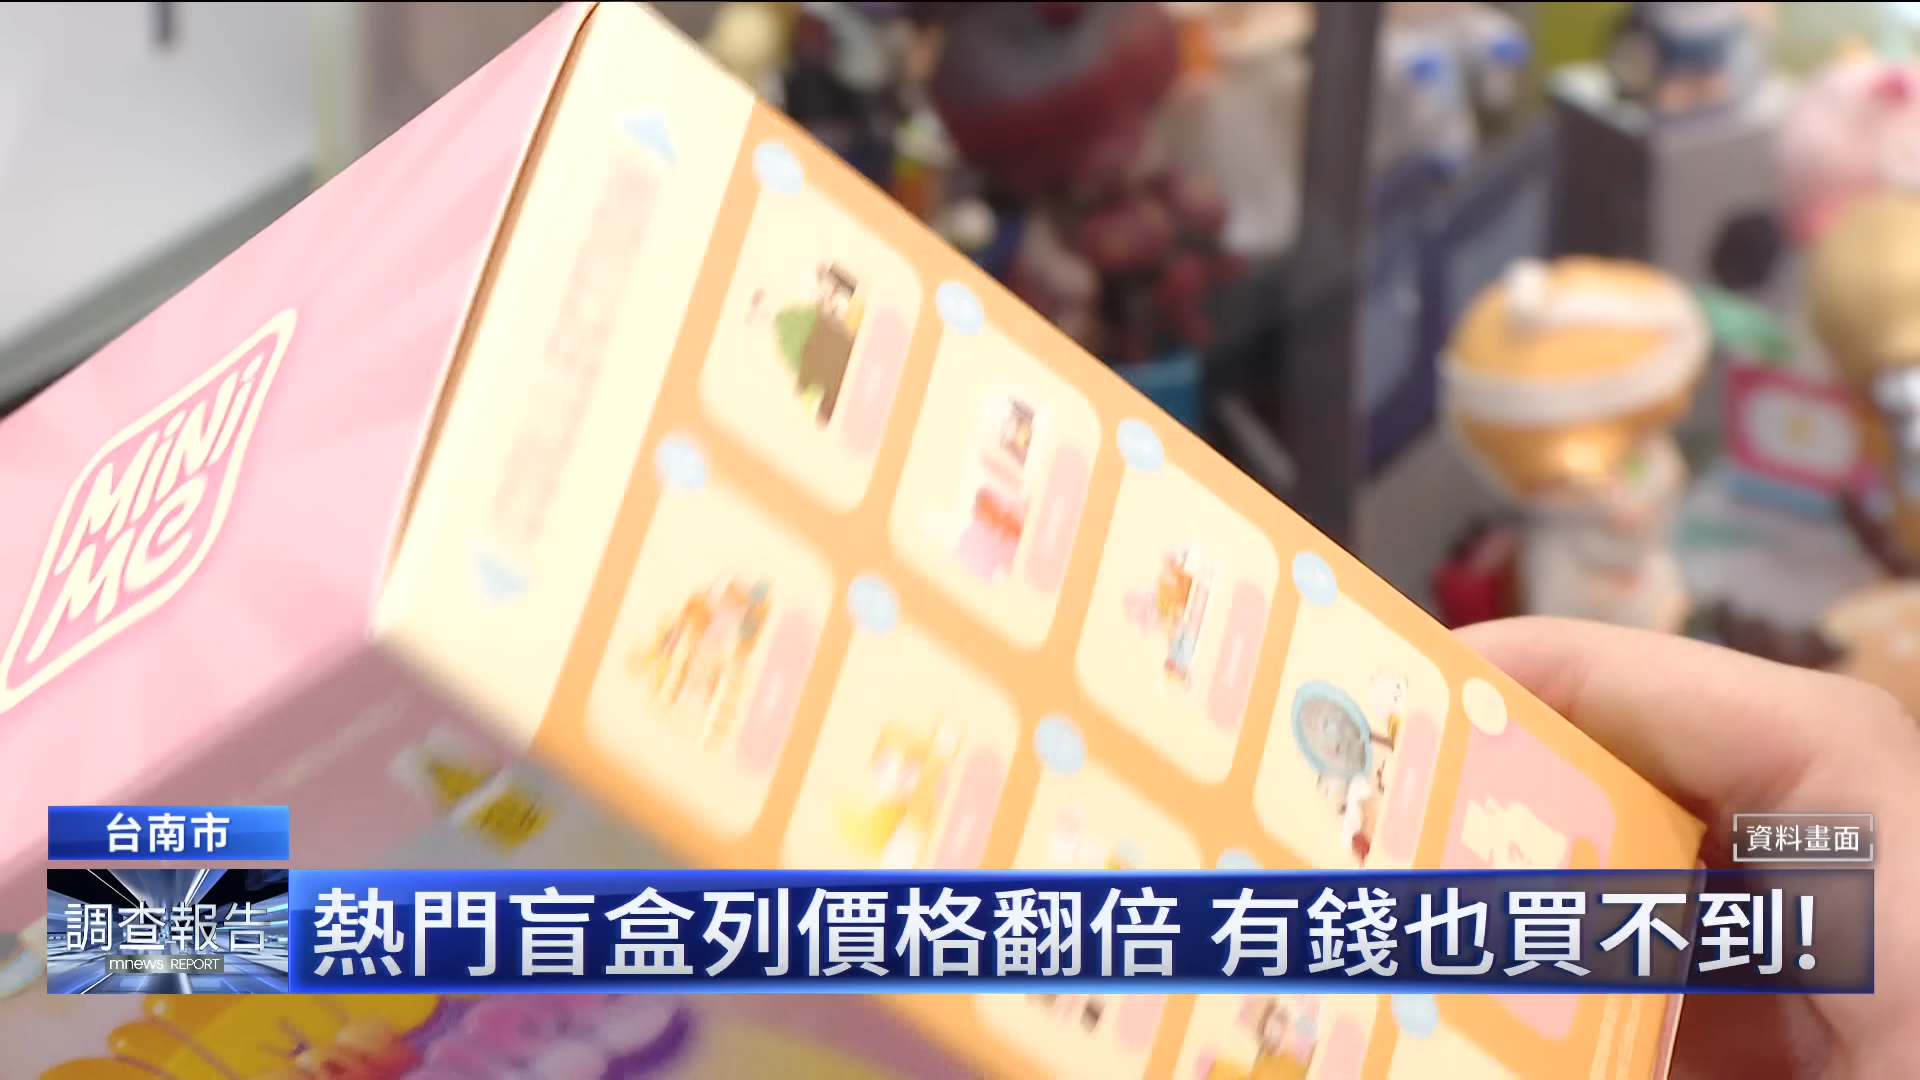 MiNi
MC
台南市
資料畫面
調查報告
mnews REPORT
熱門盲盒列價格翻倍 有錢也買不到!